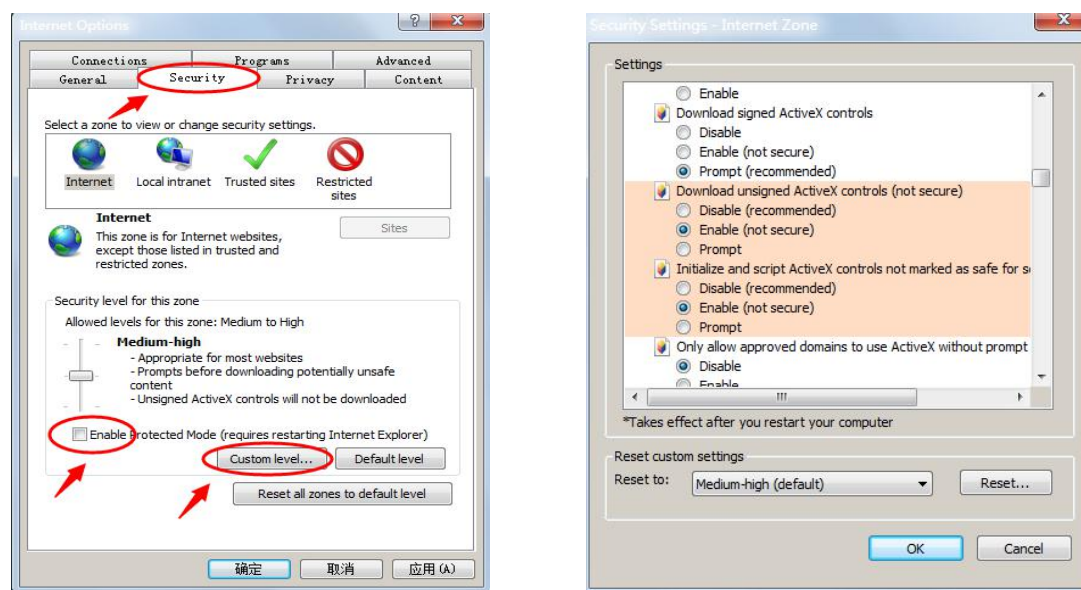 Internet Options
Connections Programs Advanced
General Security Privacy Content
Select a zone to view or change security settings.
Internet Local intranet Trusted sites Restricted
sites
Internet
This zone is for Internet websites,
except those listed in trusted and
restricted zones.
Sites
Security level for this zone
Allowed levels for this zone: Medium to High
Medium-high
- Appropriate for most websites
- Prompts before downloading potentially unsafe
content
- Unsigned ActiveX controls will not be downloaded
Enable Protected Mode (requires restarting Internet Explorer)
Custom level... Default level
Reset all zones to default level
确定 取消 应用(A)
Security Settings - Internet Zone
Settings
Enable
Download signed ActiveX controls
Disable
Enable (not secure)
Prompt (recommended)
Download unsigned ActiveX controls (not secure)
Disable (recommended)
Enable (not secure)
Prompt
Initialize and script ActiveX controls not marked as safe for s
Disable (recommended)
Enable (not secure)
Prompt
Only allow approved domains to use ActiveX without prompt
Disable
Enable
*Takes effect after you restart your computer
Reset custom settings
Reset to: Medium-high (default) Reset...
OK Cancel